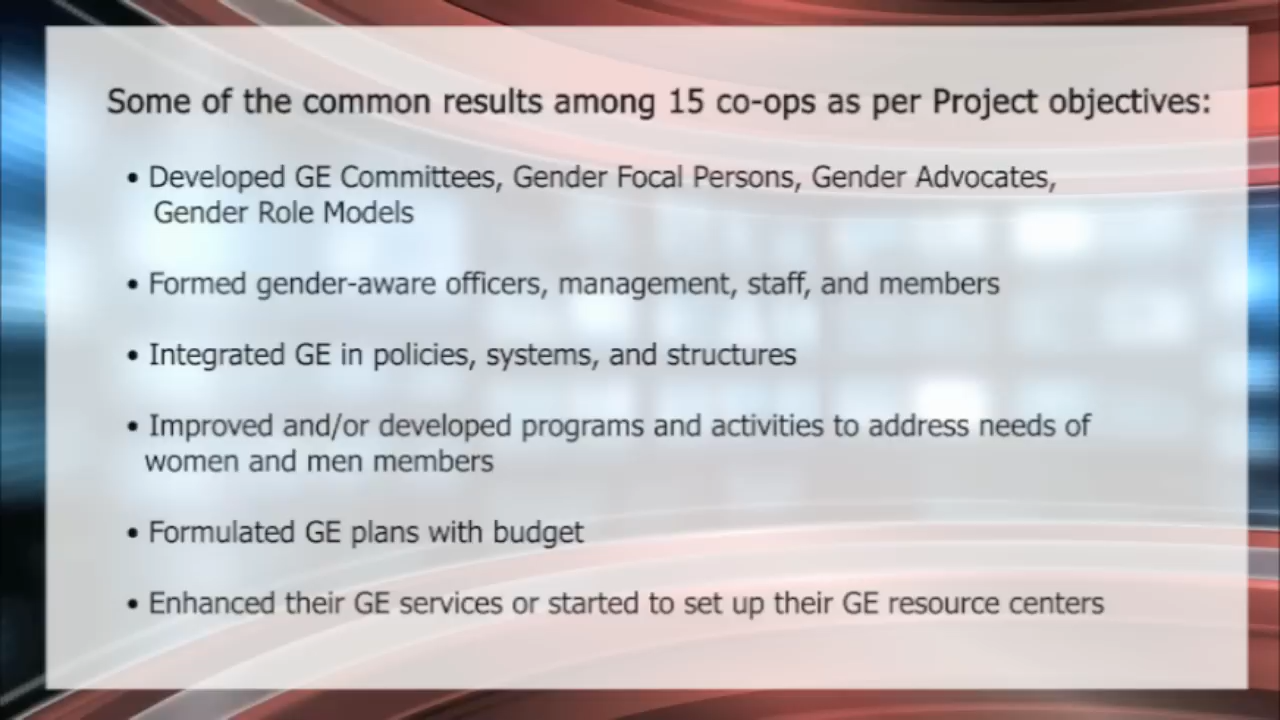 Some of the common results among 15 co-ops as per Project objectives:
• Developed GE Committees, Gender Focal Persons, Gender Advocates,
Gender Role Models
• Formed gender-aware officers, management, staff, and members
• Integrated GE in policies, systems, and structures
• Improved and/or developed programs and activities to address needs of
women and men members
• Formulated GE plans with budget
• Enhanced their GE services or started to set up their GE resource centers